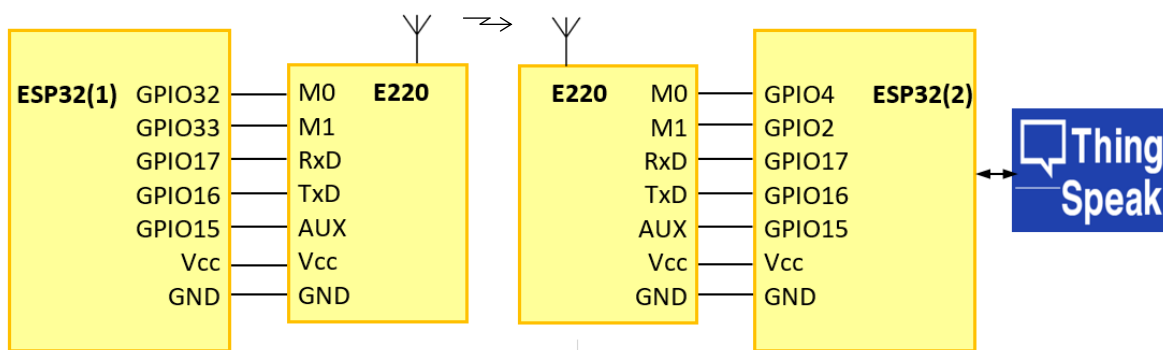 ESP32(1) GPIO32 M0 E220 E220 M0 GPIO4 ESP32(2)
GPIO33 M1 M1 GPIO2
GPIO17 RxD RxD GPIO17
GPIO16 TxD TxD GPIO16
GPIO15 AUX AUX GPIO15
Vcc Vcc Vcc Vcc
GND GND GND GND
Thing
Speak